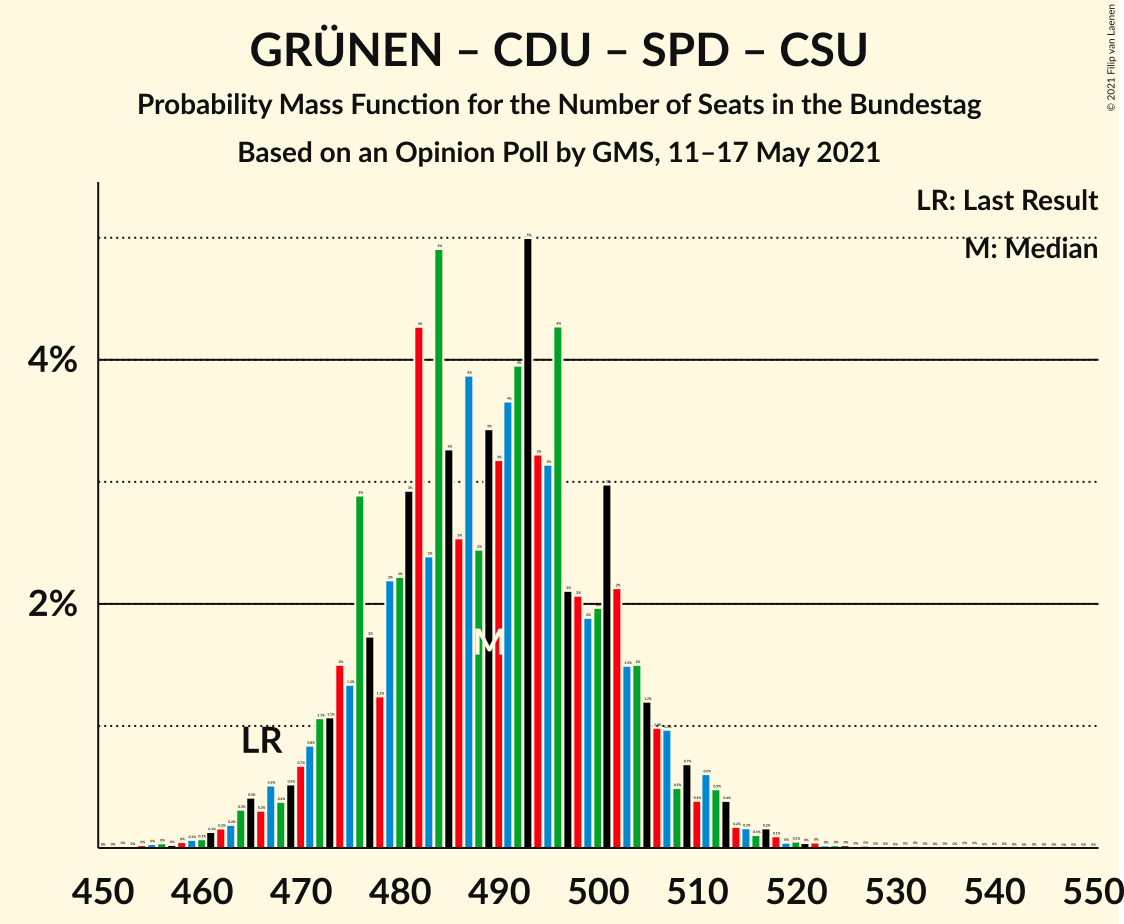 GRÜNEN – CDU – SPD – CSU
Probability Mass Function for the Number of Seats in the Bundestag
Based on an Opinion Poll by GMS, 11–17 May 2021
© 2021 Filip van Laenen
LR: Last Result
M: Median
4%
2%
LR
M
450 460 470 480 490 500 510 520 530 540 550